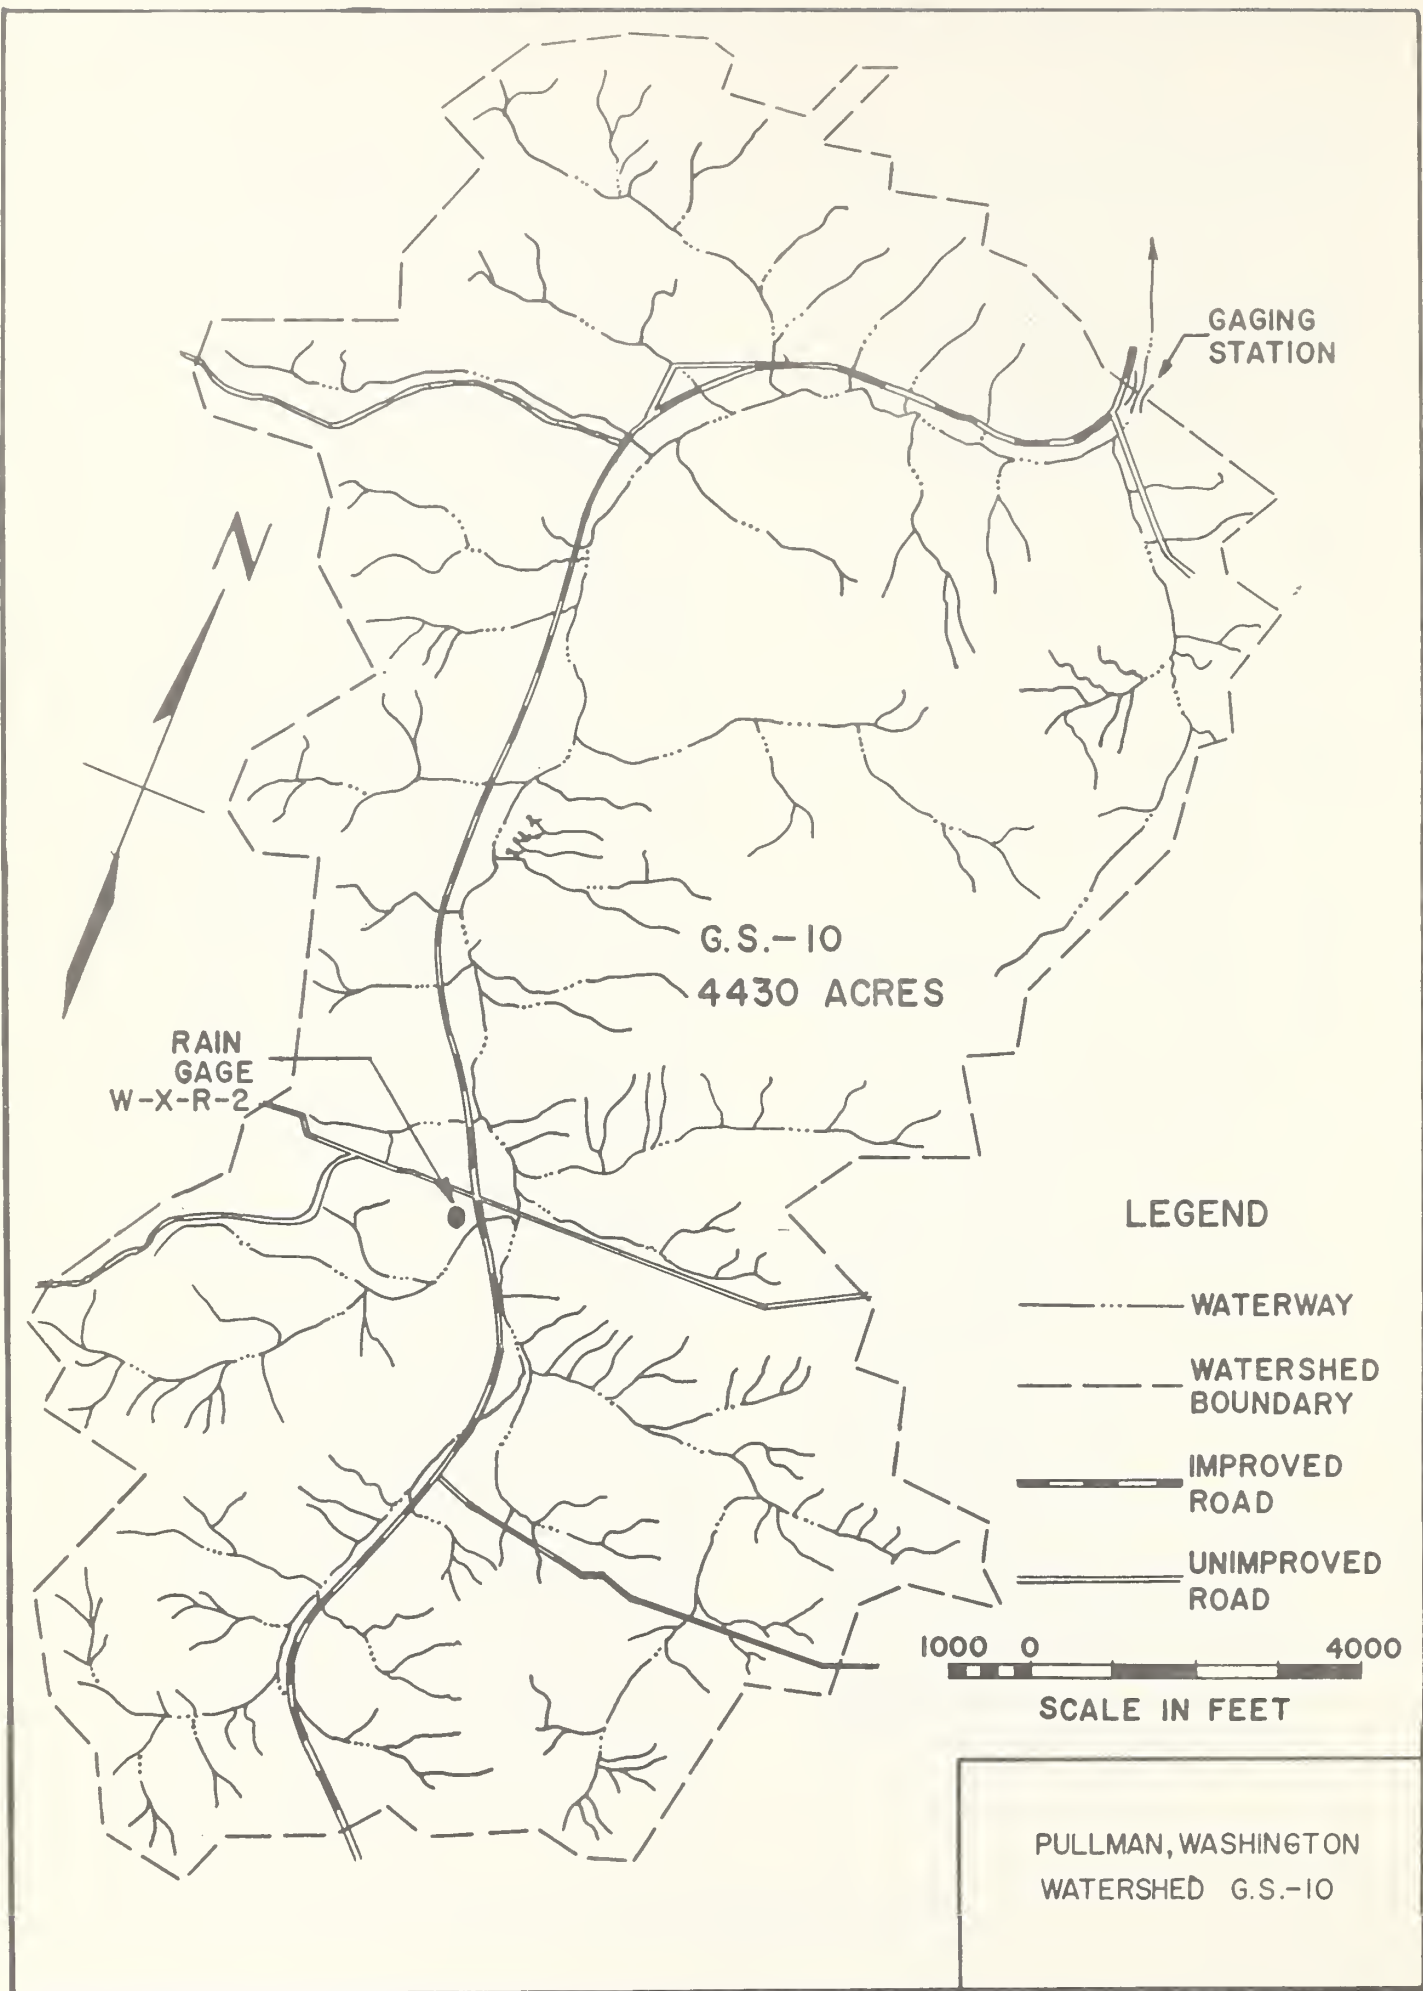 GAGING
STATION
N
G.S.-10
4430 ACRES
RAIN
GAGE
W-X-R-2
LEGEND
WATERWAY
WATERSHED
BOUNDARY
IMPROVED
ROAD
UNIMPROVED
ROAD
1000 0 4000
SCALE IN FEET
PULLMAN, WASHINGTON
WATERSHED G.S.-10